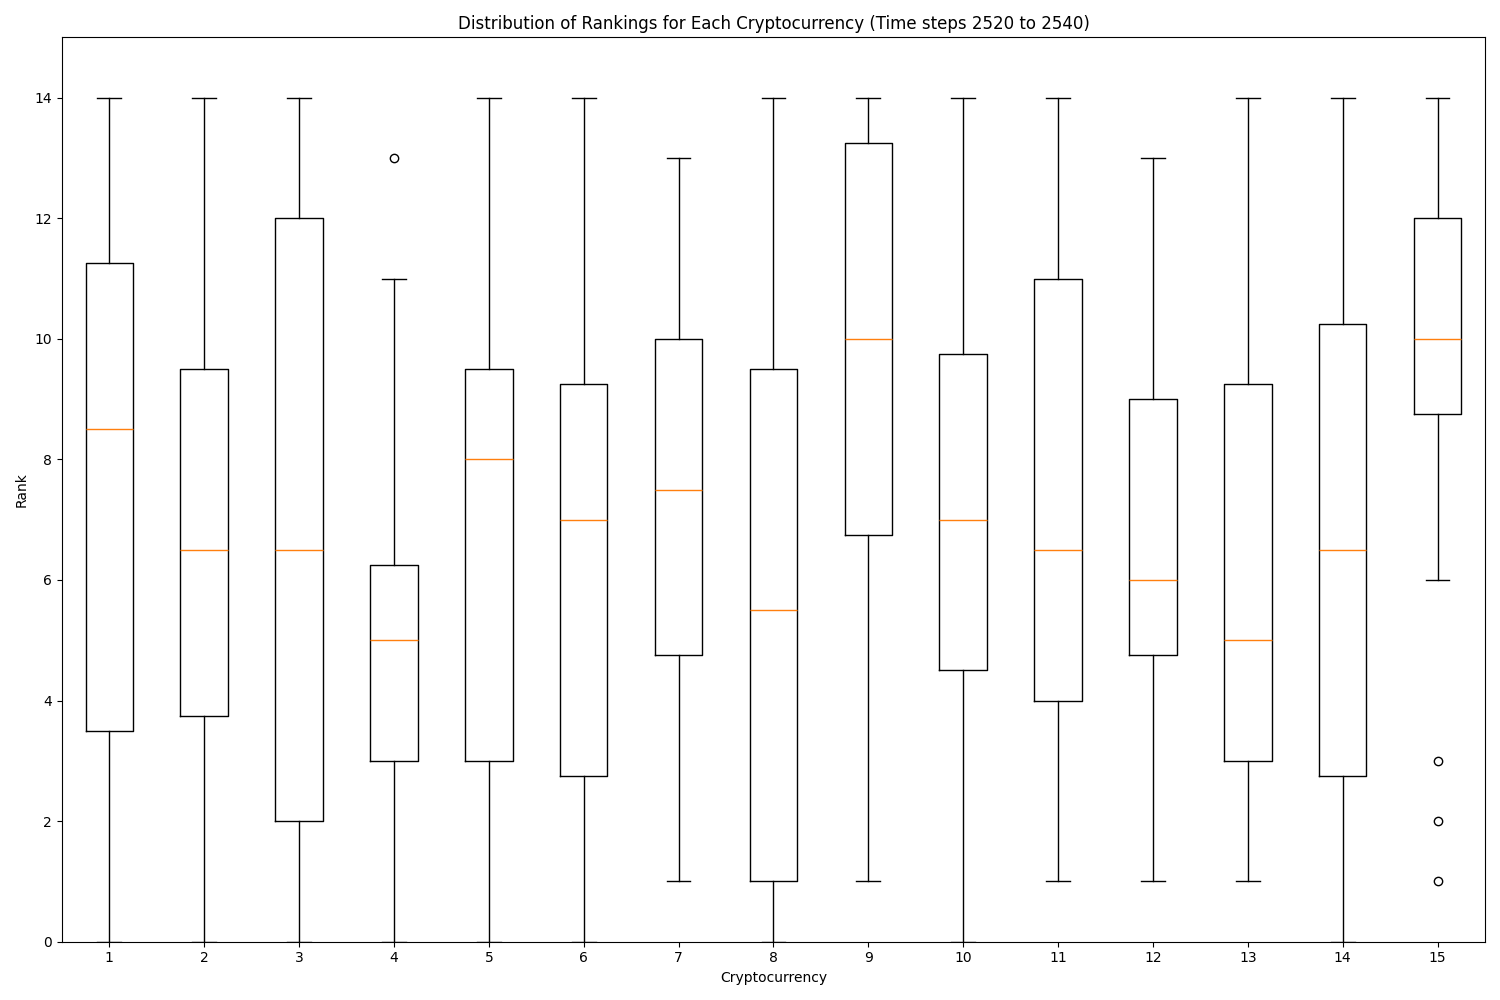 Distribution of Rankings for Each Cryptocurrency (Time steps 2520 to 2540)
14
12
10
8
6
4
2
0
Rank
1 2 3 4 5 6 7 8 9 10 11 12 13 14 15
Cryptocurrency